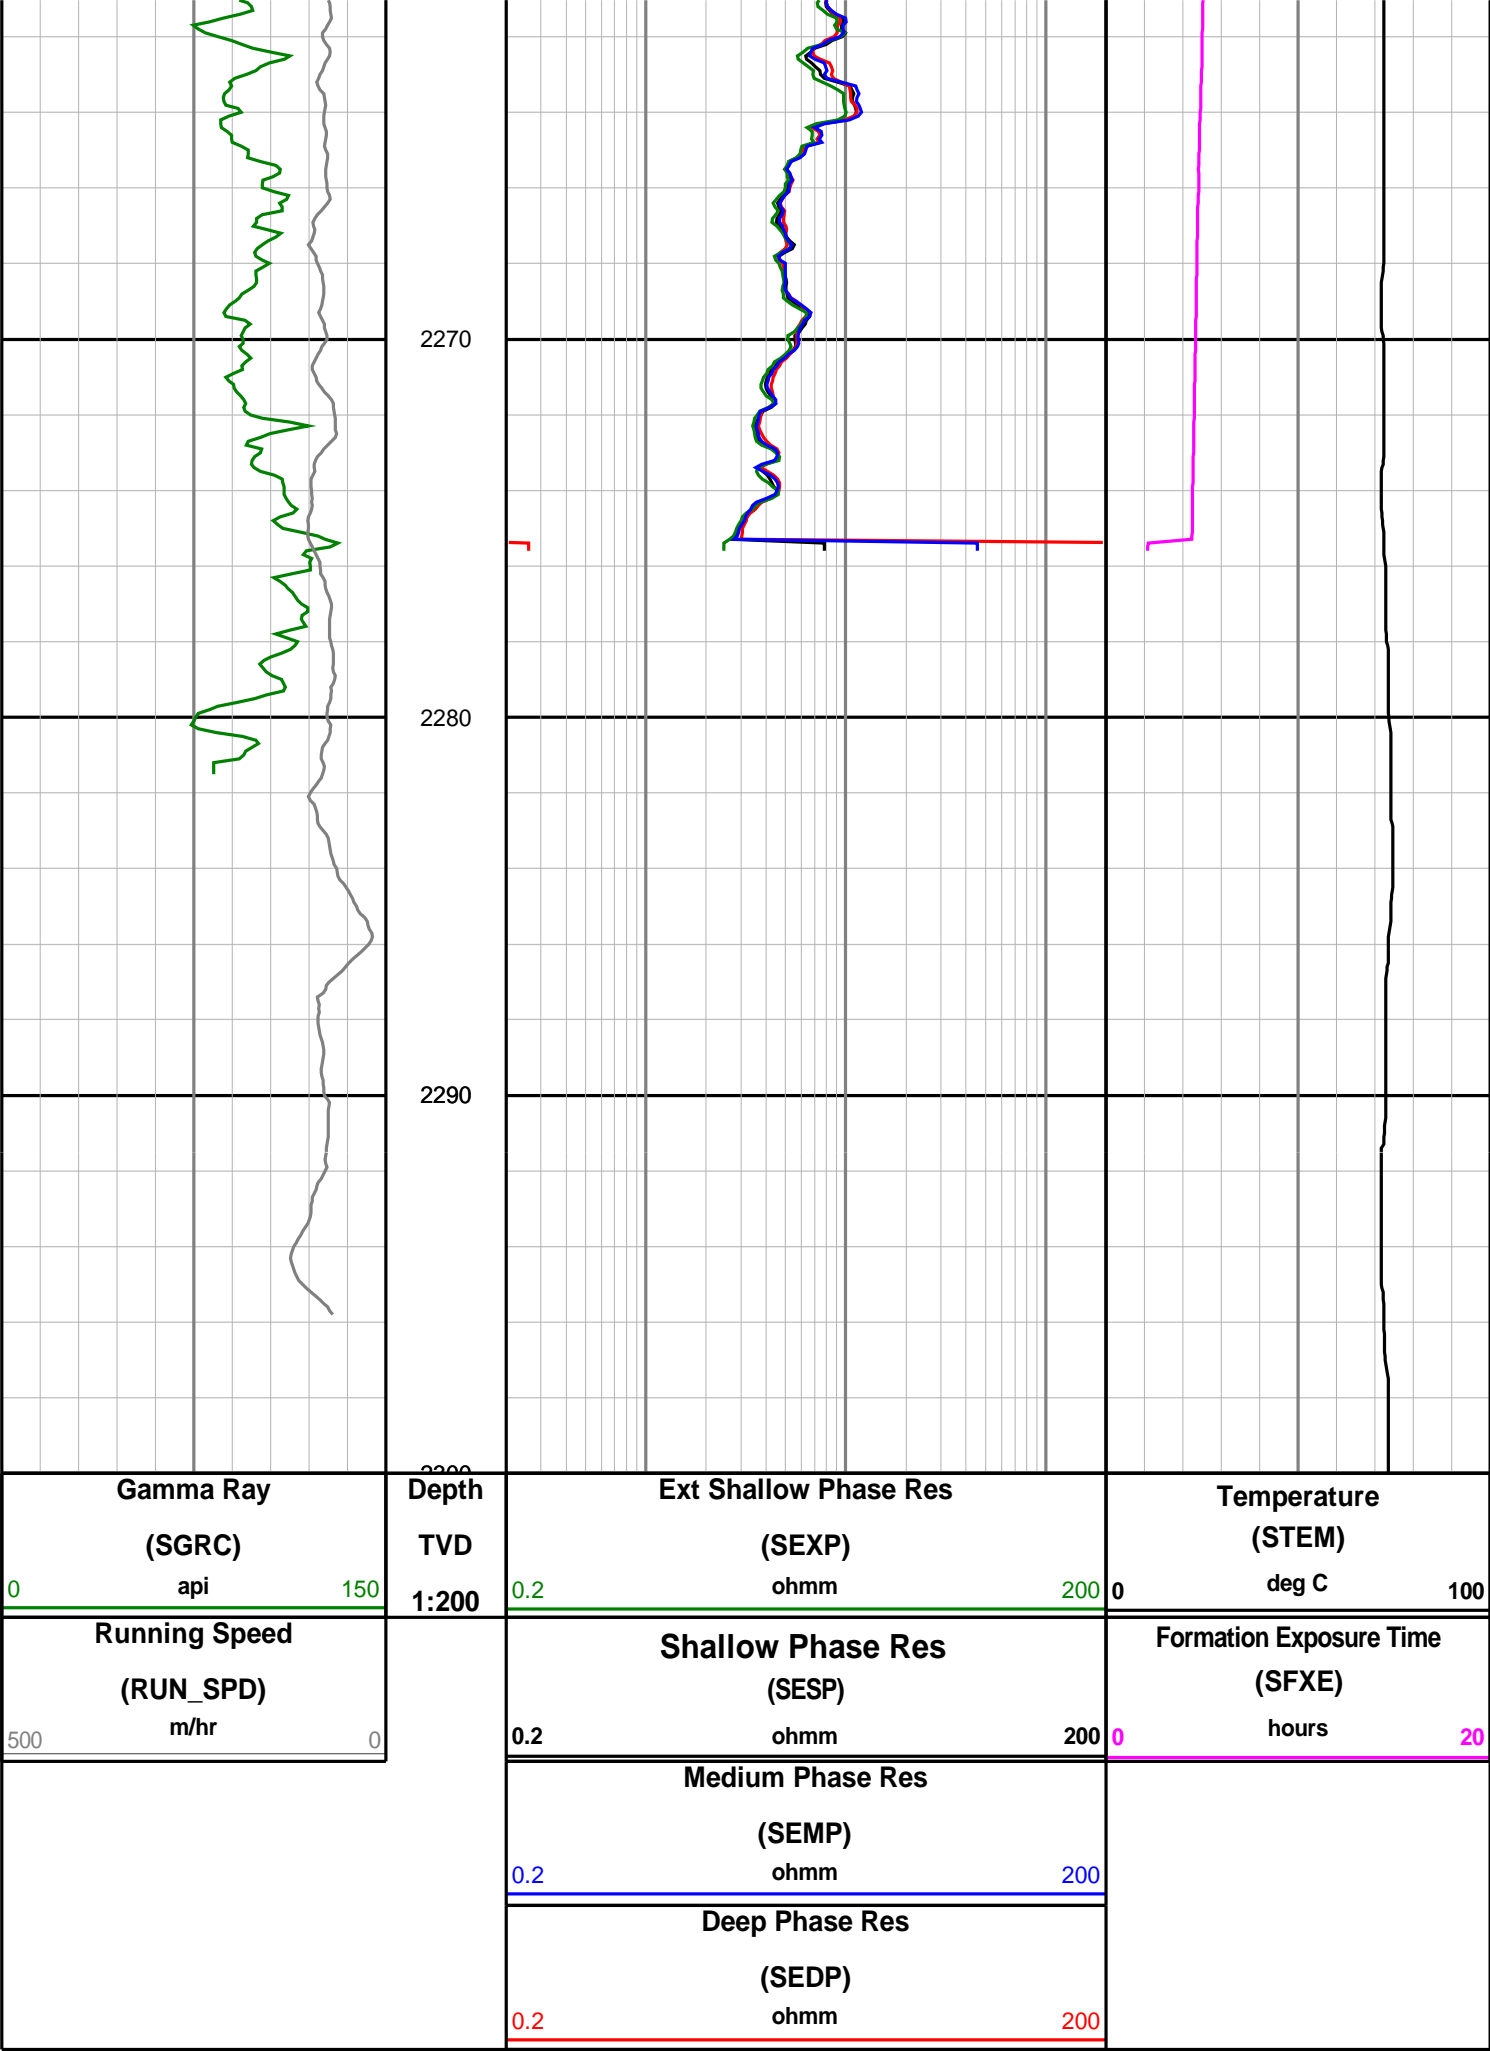 2270
2280
2290
2300
Gamma Ray
(SGRC)
api
0 150
Depth
TVD
1:200
Ext Shallow Phase Res
(SEXP)
ohmm
0.2 200
Temperature
(STEM)
deg C
0 100
Running Speed
(RUN_SPD)
m/hr
500 0
Shallow Phase Res
(SESP)
0.2 ohmm 200
Formation Exposure Time
(SFXE)
hours
0 20
Medium Phase Res
(SEMP)
ohmm
0.2 200
Deep Phase Res
(SEDP)
ohmm
0.2 200